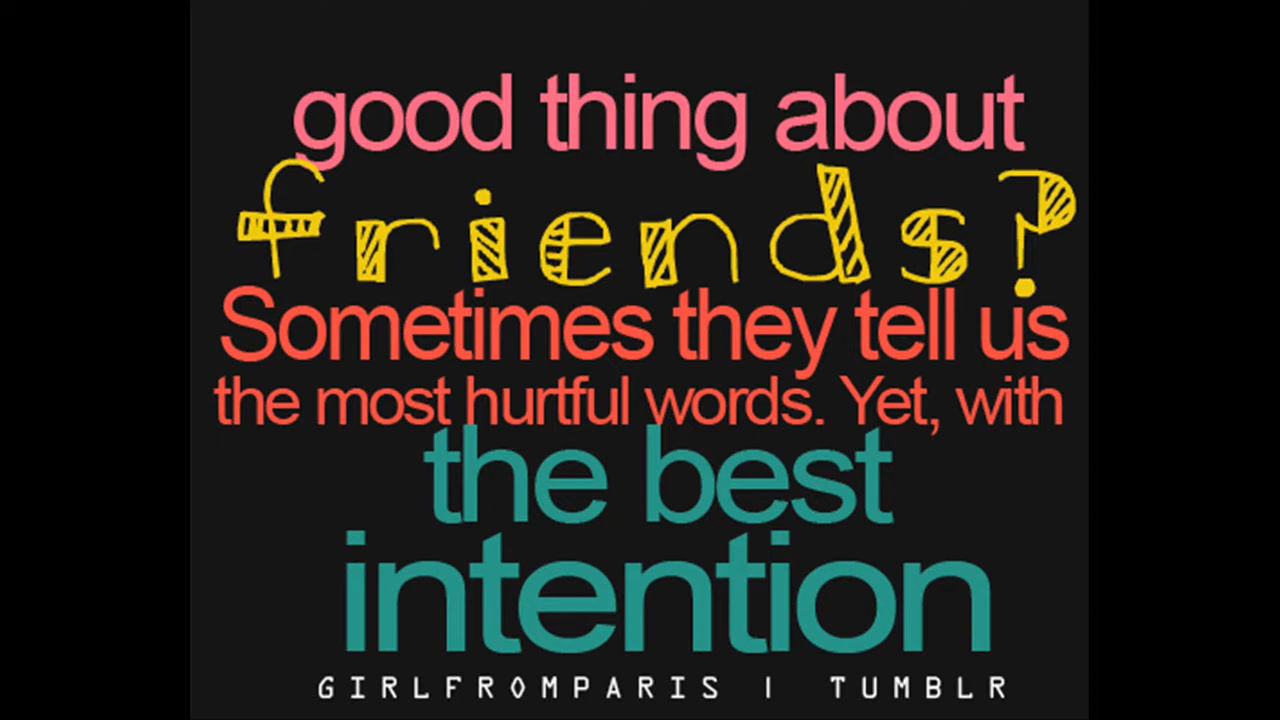 good thing about
friends?
Sometimes they tell us
the most hurtful words. Yet, with
the best
intention
GIRLFROMPARIS | TUMBLR